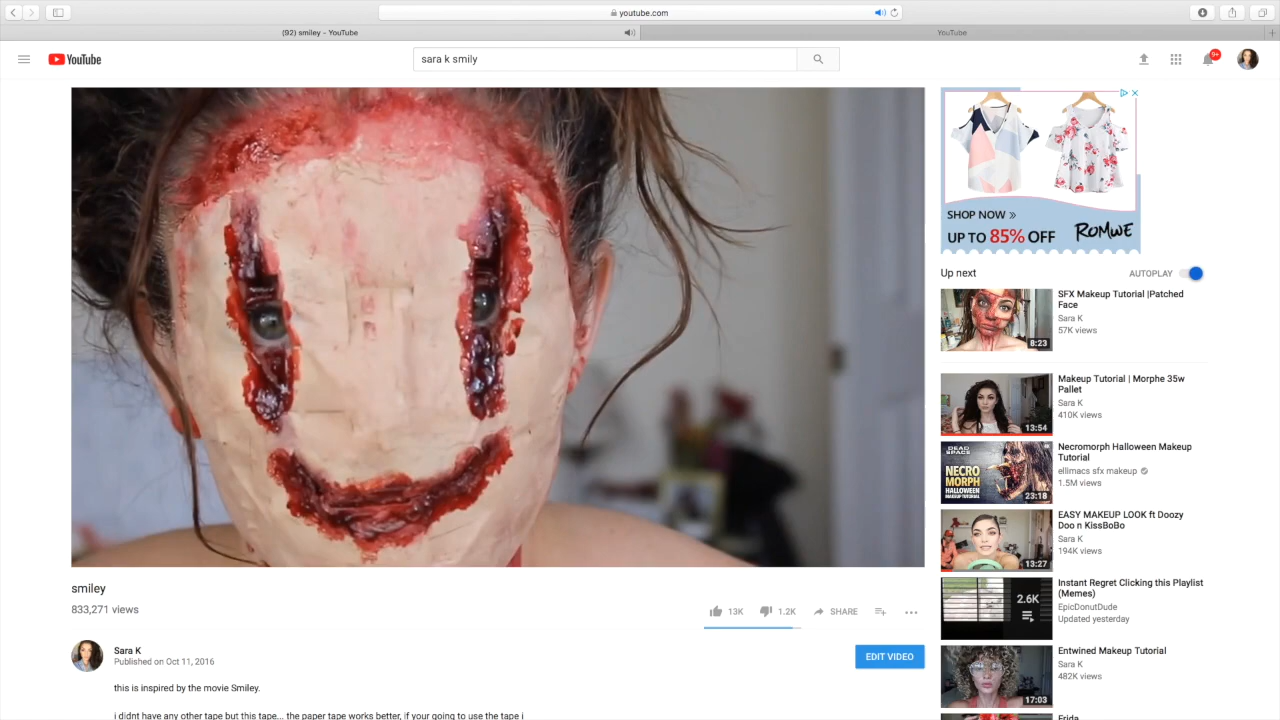 youtube.com
(92) smiley - YouTube
YouTube
YouTube
sara k smily
9+
SHOP NOW »
UP TO 85% OFF
ROMWE
Up next
AUTOPLAY
8:23
SFX Makeup Tutorial |Patched
Face
Sara K
57K views
13:54
Makeup Tutorial | Morphe 35w
Pallet
Sara K
410K views
DEAD
SPACE
NECRO
MORPH
HALLOWEEN
MAKEUP TUTORIAL
23:18
Necromorph Halloween Makeup
Tutorial
ellimacs sfx makeup
1.5M views
13:27
EASY MAKEUP LOOK ft Doozy
Doo n KissBoBo
Sara K
194K views
2.6K
Instant Regret Clicking this Playlist
(Memes)
EpicDonutDude
Updated yesterday
17:03
Entwined Makeup Tutorial
Sara K
482K views
Frida
smiley
833,271 views
13K
1.2K
SHARE
Sara K
Published on Oct 11, 2016
EDIT VIDEO
this is inspired by the movie Smiley.
i didnt have any other tape but this tape... the paper tape works better, if your going to use the tape i